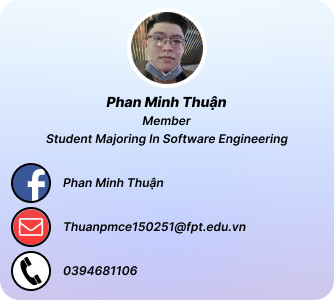 Phan Minh Thuận
Member
Student Majoring In Software Engineering
Phan Minh Thuận
Thuanpmce150251@fpt.edu.vn
0394681106